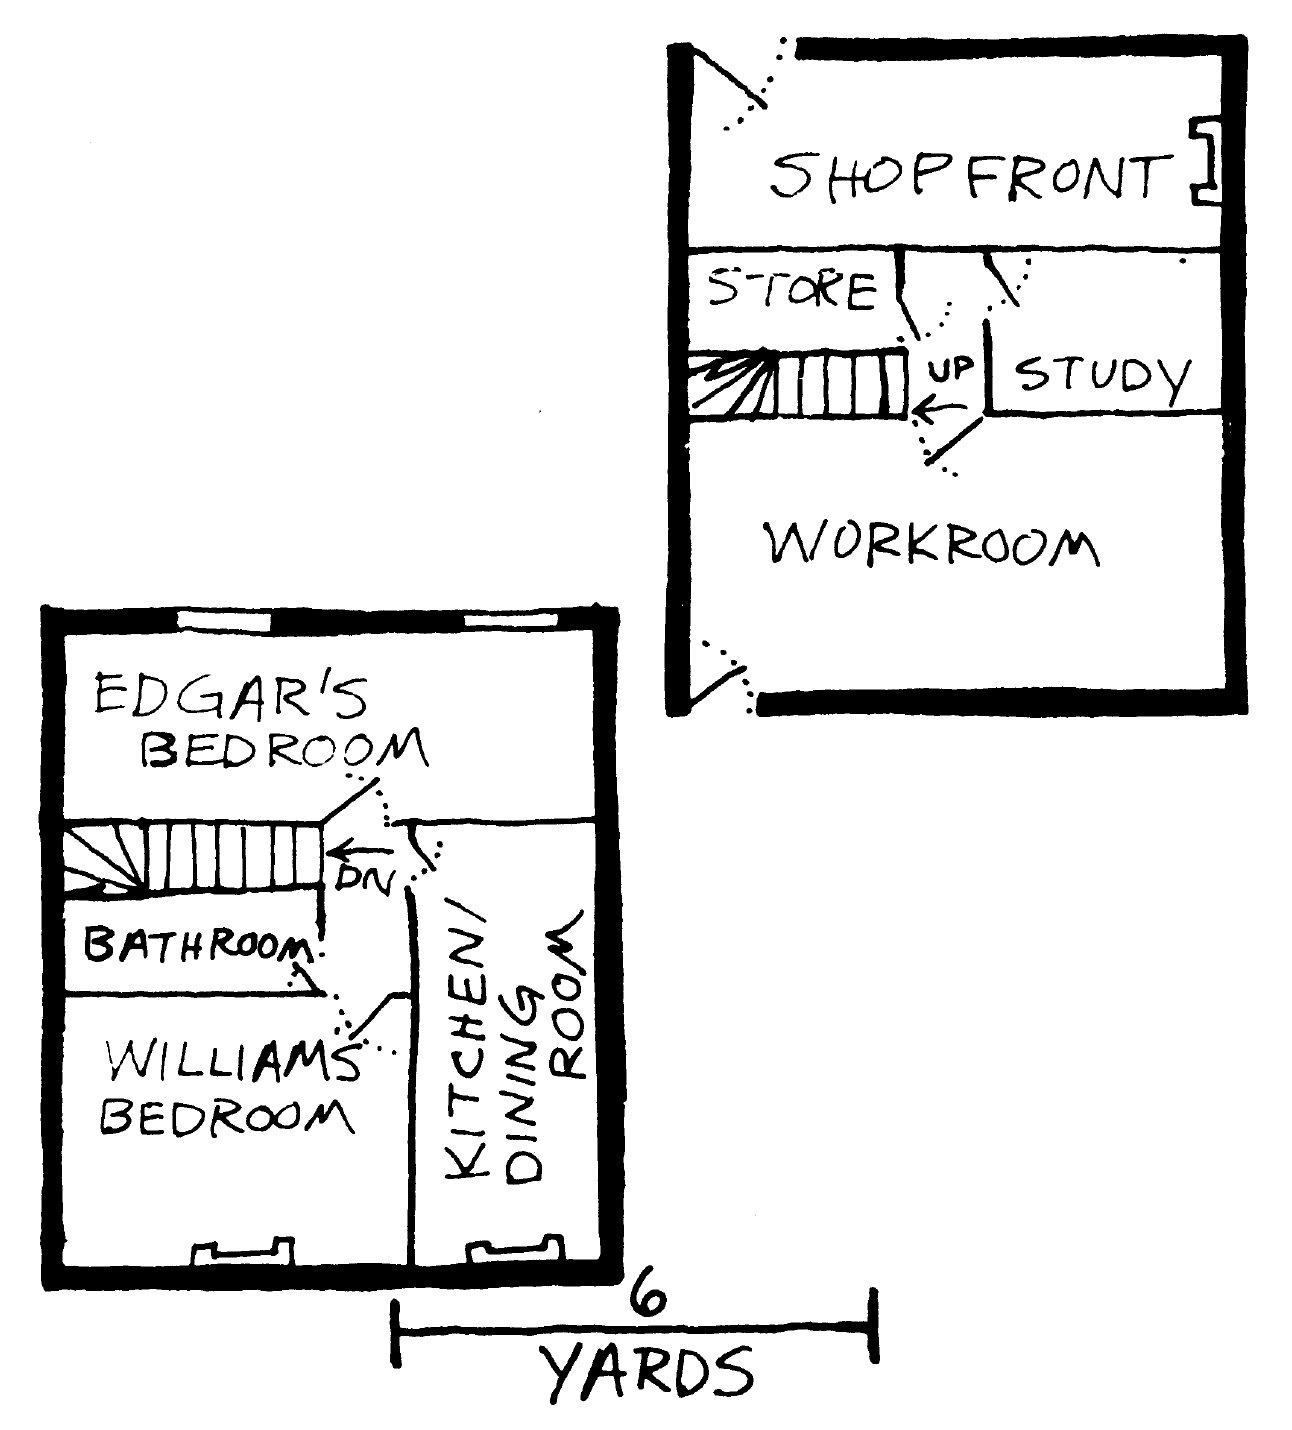 SHOPFRONT
STORE
UP
STUDY
WORKROOM
EDGAR'S
BEDROOM
DN
BATHROOM
WILLIAMS
BEDROOM
KITCHEN/
DINING
ROOM
6
YARDS